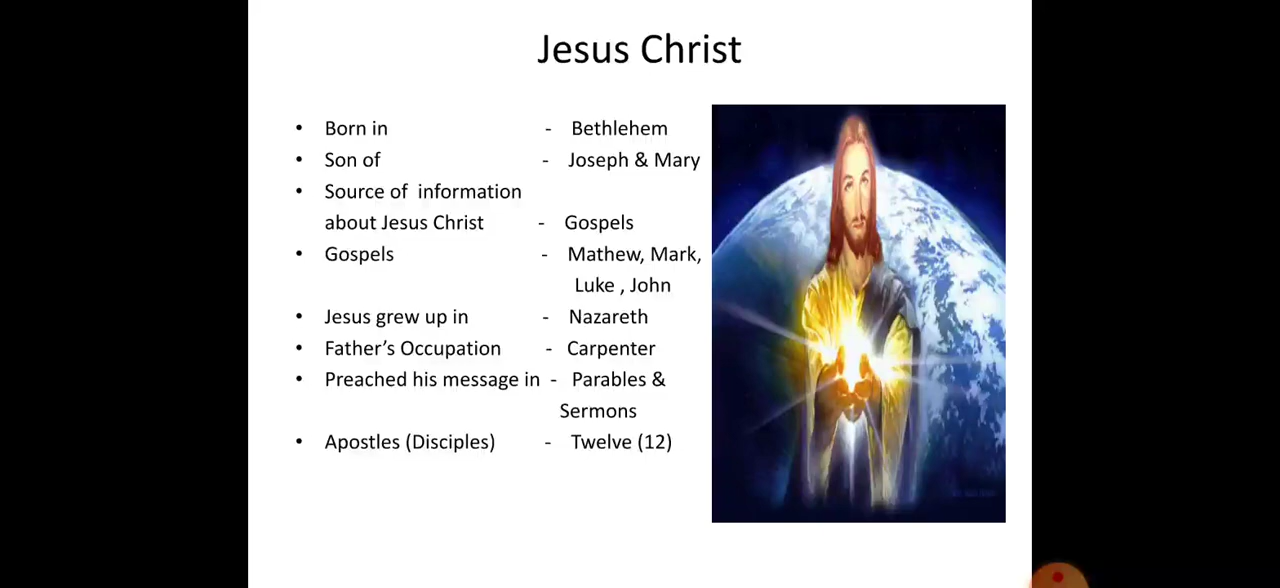 Jesus Christ
• Born in - Bethlehem
• Son of - Joseph & Mary
• Source of information
about Jesus Christ - Gospels
• Gospels - Mathew, Mark,
Luke , John
• Jesus grew up in - Nazareth
• Father’s Occupation - Carpenter
• Preached his message in - Parables &
Sermons
• Apostles (Disciples) - Twelve (12)